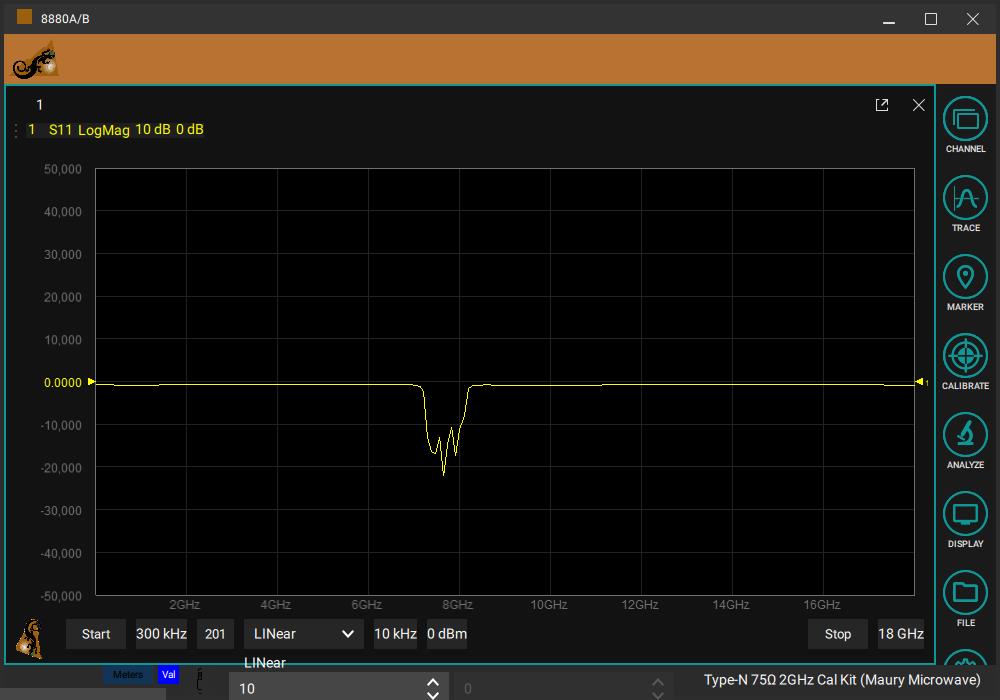 8880A/B
1
1 S11 LogMag 10 dB 0 dB
50,000
40,000
30,000
20,000
10,000
0.0000
-10,000
-20,000
-30,000
-40,000
-50,000
1
2GHz 4GHz 6GHz 8GHz 10GHz 12GHz 14GHz 16GHz
Start 300 kHz 201 LINear 10 kHz 0 dBm Stop 18 GHz
CHANNEL
TRACE
MARKER
CALIBRATE
ANALYZE
DISPLAY
FILE
LINear
Meters Val
10 0
Type-N 75Ω 2GHz Cal Kit (Maury Microwave)